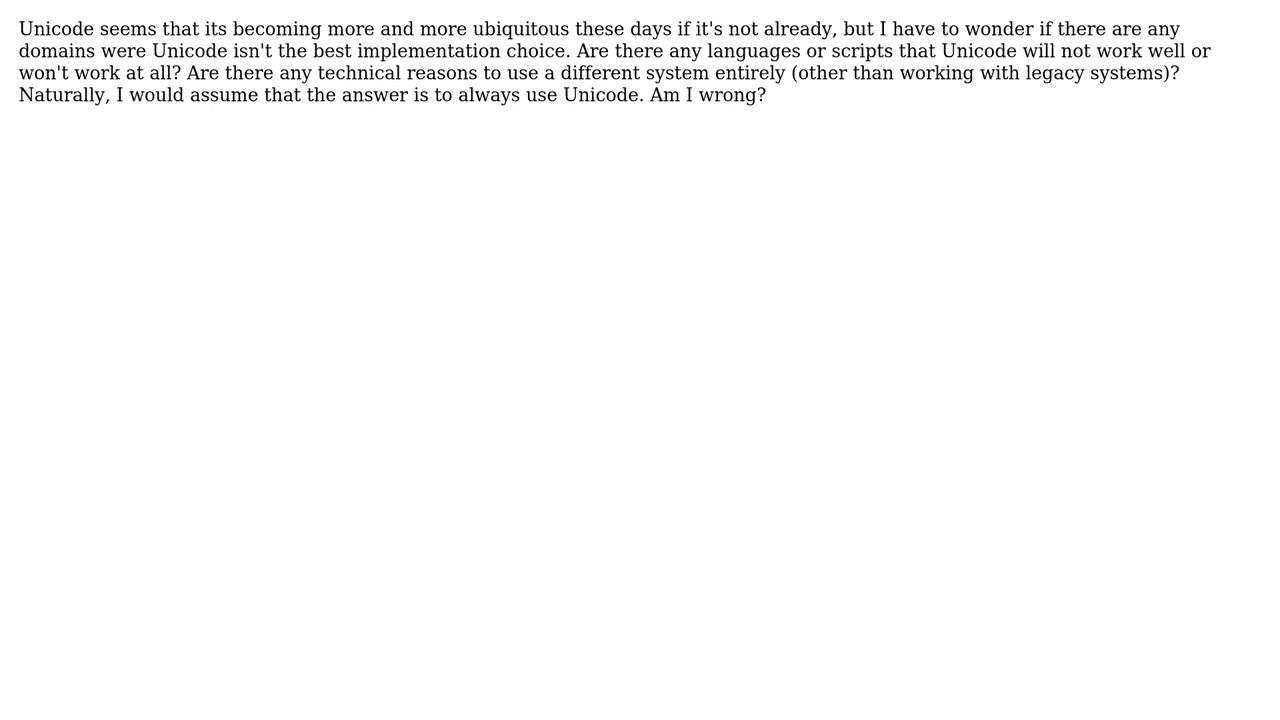 Unicode seems that its becoming more and more ubiquitous these days if it's not already, but I have to wonder if there are any
domains were Unicode isn't the best implementation choice. Are there any languages or scripts that Unicode will not work well or
won't work at all? Are there any technical reasons to use a different system entirely (other than working with legacy systems)?
Naturally, I would assume that the answer is to always use Unicode. Am I wrong?